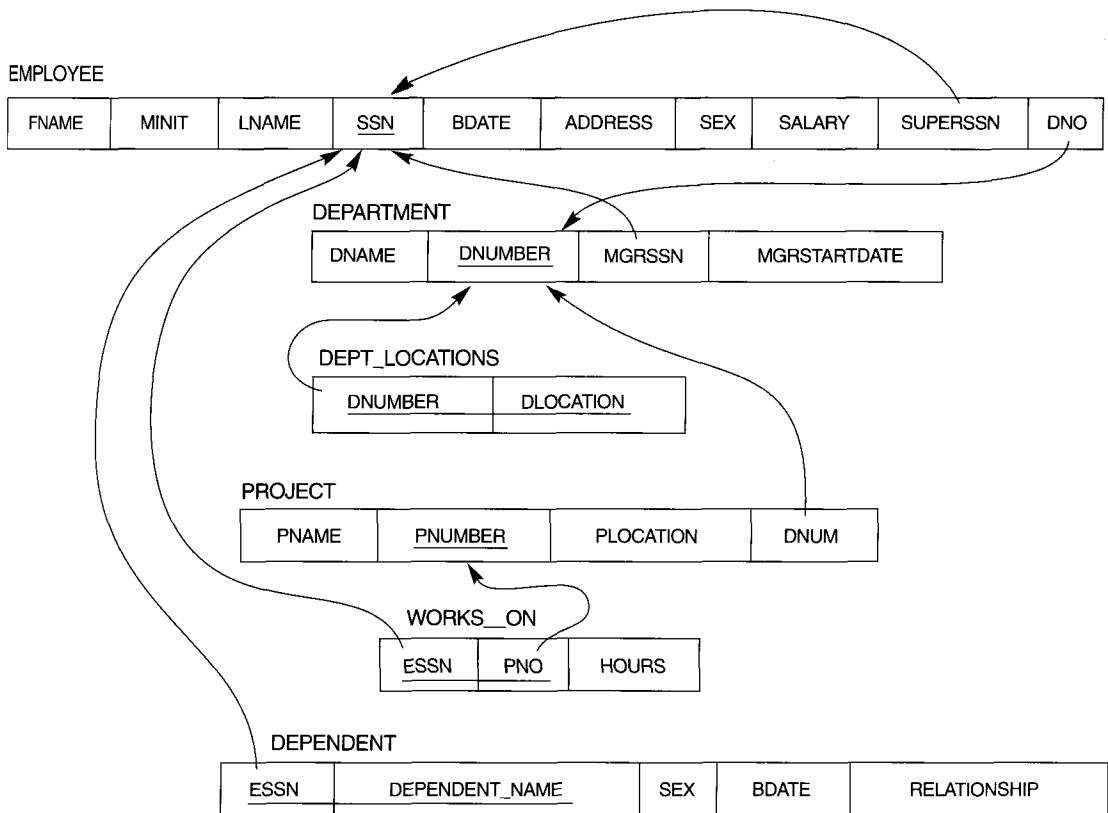 EMPLOYEE
FNAME MINIT LNAME SSN BDATE ADDRESS SEX SALARY SUPERSSN DNO
DEPARTMENT
DNAME DNUMBER MGRSSN MGRSTARTDATE
DEPT_LOCATIONS
DNUMBER DLOCATION
PROJECT
PNAME PNUMBER PLOCATION DNUM
WORKS__ON
ESSN PNO HOURS
DEPENDENT
ESSN DEPENDENT_NAME SEX BDATE RELATIONSHIP